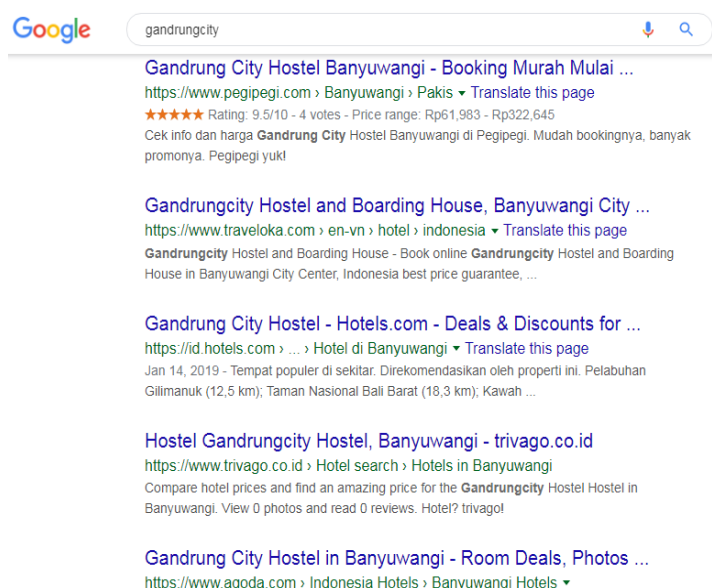 Google
gandrungcity
Gandrung City Hostel Banyuwangi - Booking Murah Mulai ...
https://www.pegipegi.com › Banyuwangi › Pakis ▾ Translate this page
★★★★★ Rating: 9.5/10 - 4 votes - Price range: Rp61,983 - Rp322,645
Cek info dan harga Gandrung City Hostel Banyuwangi di Pegipegi. Mudah bookingnya, banyak
promonya. Pegipegi yuk!
Gandrungcity Hostel and Boarding House, Banyuwangi City ...
https://www.traveloka.com › en-vn › hotel › indonesia ▾ Translate this page
Gandrungcity Hostel and Boarding House - Book online Gandrungcity Hostel and Boarding
House in Banyuwangi City Center, Indonesia best price guarantee, ...
Gandrung City Hostel - Hotels.com - Deals & Discounts for ...
https://id.hotels.com › ... › Hotel di Banyuwangi ▾ Translate this page
Jan 14, 2019 - Tempat populer di sekitar. Direkomendasikan oleh properti ini. Pelabuhan
Gilimanuk (12,5 km); Taman Nasional Bali Barat (18,3 km); Kawah ...
Hostel Gandrungcity Hostel, Banyuwangi - trivago.co.id
https://www.trivago.co.id › Hotel search › Hotels in Banyuwangi
Compare hotel prices and find an amazing price for the Gandrungcity Hostel Hostel in
Banyuwangi. View 0 photos and read 0 reviews. Hotel? trivago!
Gandrung City Hostel in Banyuwangi - Room Deals, Photos ...
https://www.agoda.com › Indonesia Hotels › Banyuwangi Hotels ▾